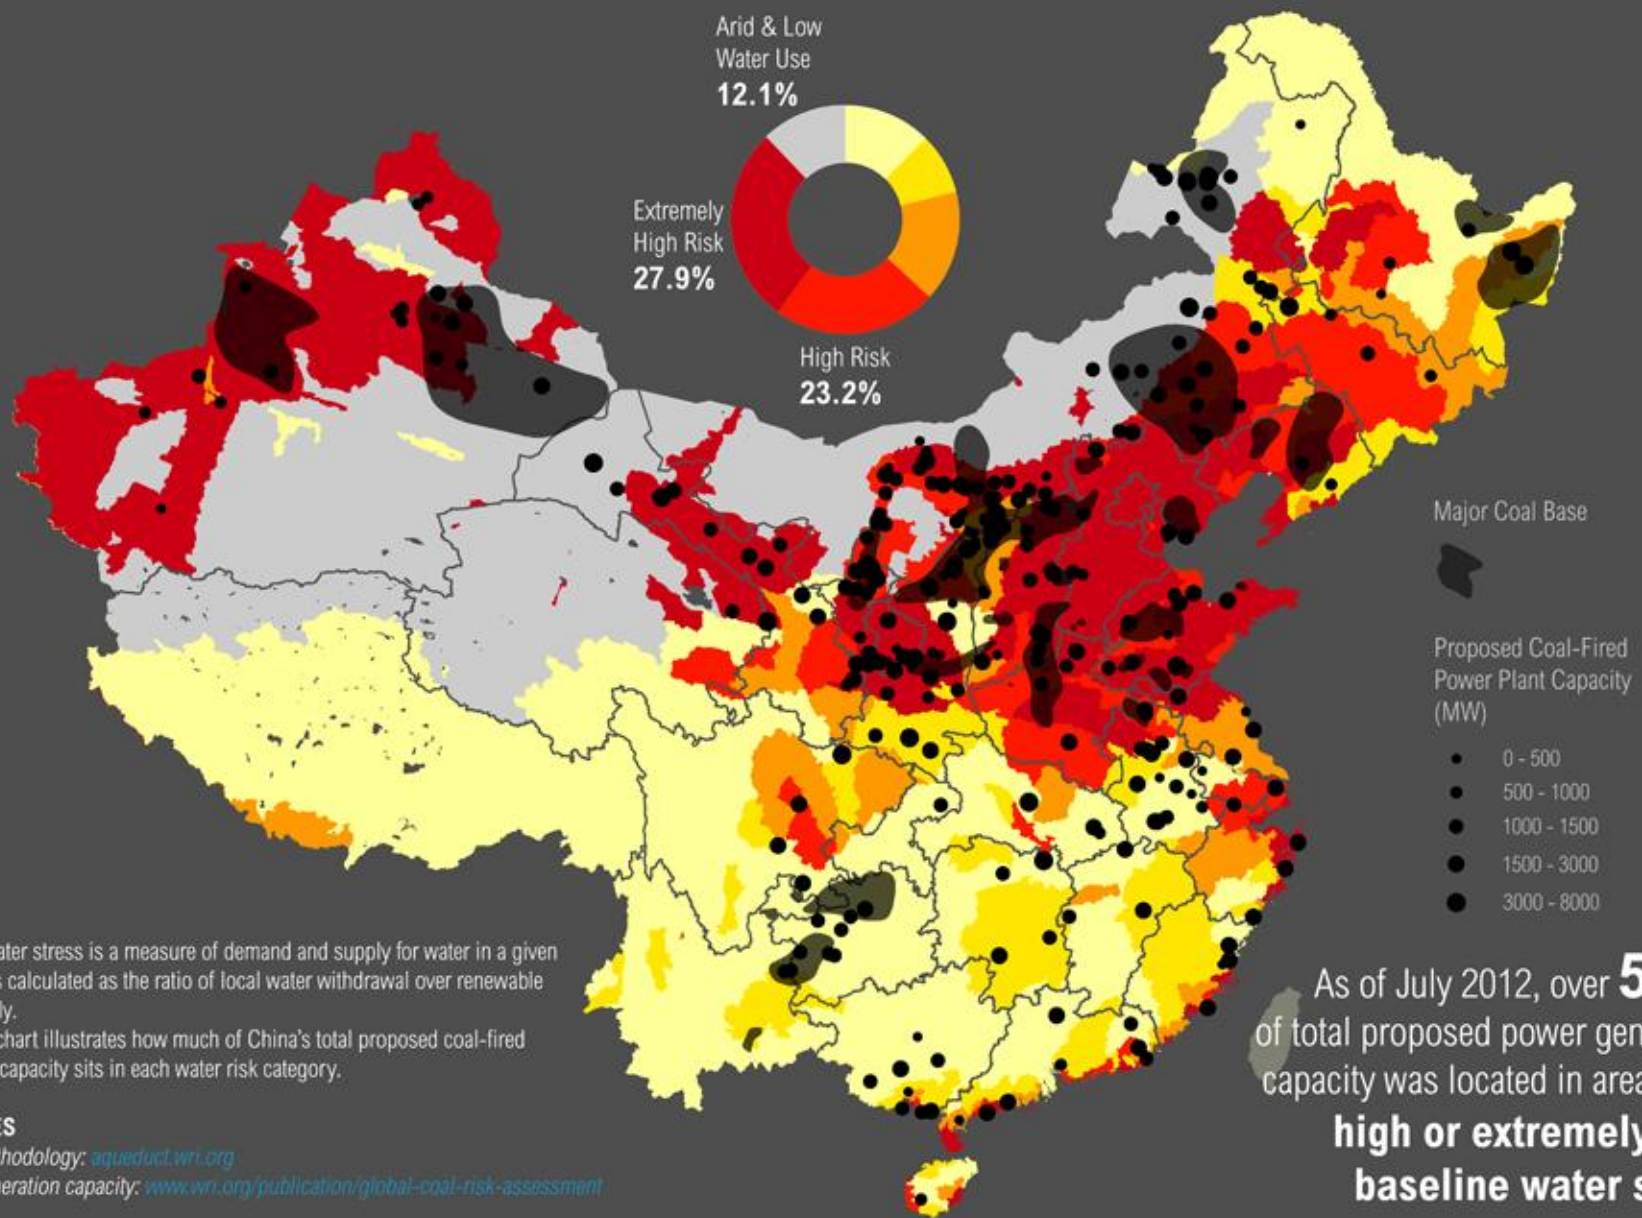 Arid & Low
Water Use
12.1%
Extremely
High Risk
27.9%
High Risk
23.2%
Major Coal Base
Proposed Coal-Fired
Power Plant Capacity
(MW)
0 - 500
500 - 1000
1000 - 1500
1500 - 3000
3000 - 8000
ater stress is a measure of demand and supply for water in a given
s calculated as the ratio of local water withdrawal over renewable
ly.
chart illustrates how much of China's total proposed coal-fired
capacity sits in each water risk category.
ES
hodology: aqueduct.wri.org
neration capacity: www.wri.org/publication/global-coal-risk-assessment
As of July 2012, over 5
of total proposed power gen
capacity was located in area
high or extremely
baseline water s